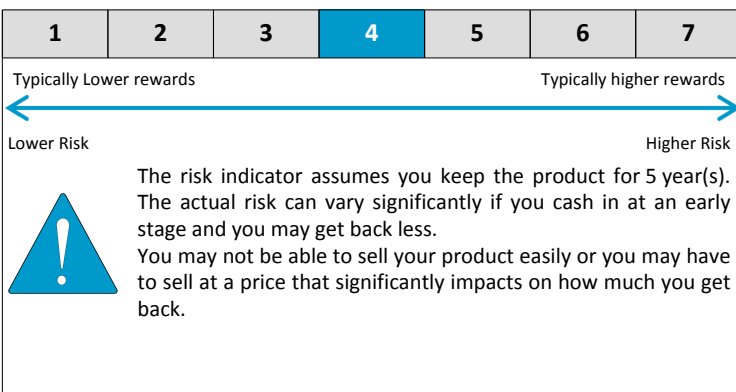 1 2 3 4 5 6 7
Typically Lower rewards Typically higher rewards
Lower Risk Higher Risk
The risk indicator assumes you keep the product for 5 year(s).
The actual risk can vary significantly if you cash in at an early
stage and you may get back less.
You may not be able to sell your product easily or you may have
to sell at a price that significantly impacts on how much you get
back.